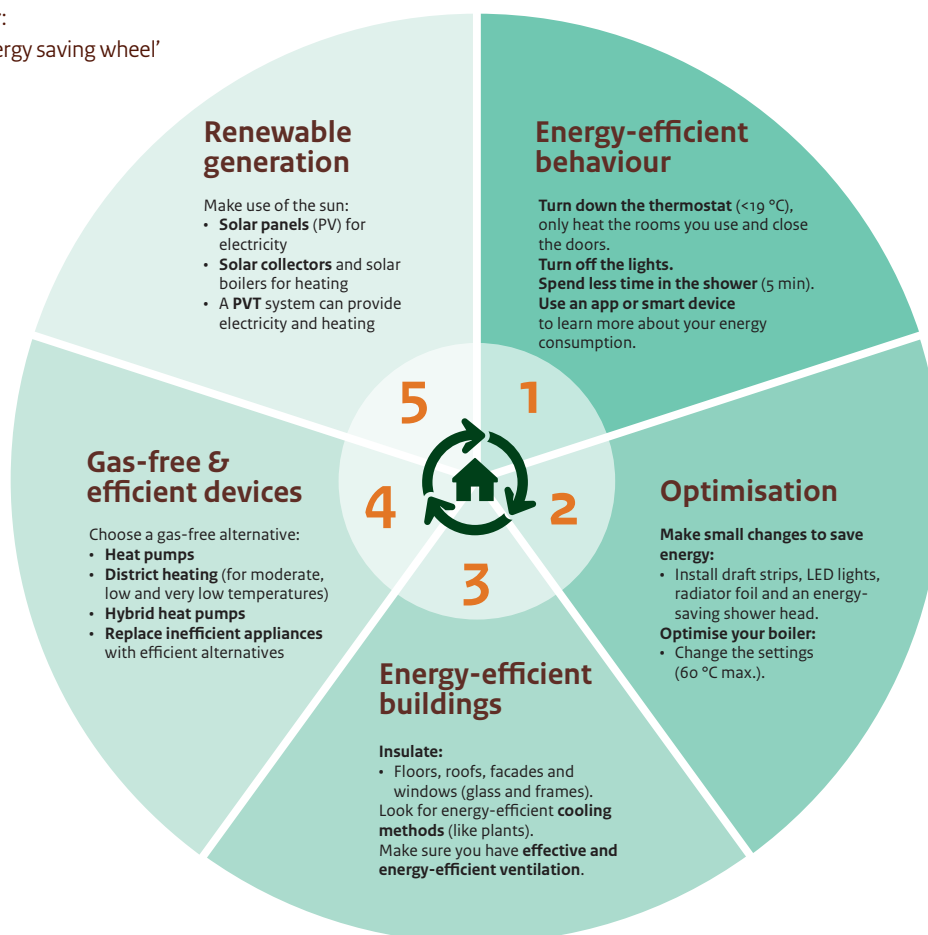 ergy saving wheel’
Energy-efficient
behaviour
Turn down the thermostat (<19 °C),
only heat the rooms you use and close
the doors.
Turn off the lights.
Spend less time in the shower (5 min).
Use an app or smart device
to learn more about your energy
consumption.
1
Optimisation
Make small changes to save
energy:
• Install draft strips, LED lights,
radiator foil and an energy-
saving shower head.
Optimise your boiler:
• Change the settings
(60 °C max.).
2
Energy-efficient
buildings
Insulate:
• Floors, roofs, facades and
windows (glass and frames).
Look for energy-efficient cooling
methods (like plants).
Make sure you have effective and
energy-efficient ventilation.
3
Gas-free &
efficient devices
Choose a gas-free alternative:
• Heat pumps
• District heating (for moderate,
low and very low temperatures)
• Hybrid heat pumps
• Replace inefficient appliances
with efficient alternatives
4
Renewable
generation
Make use of the sun:
• Solar panels (PV) for
electricity
• Solar collectors and solar
boilers for heating
• A PVT system can provide
electricity and heating
5